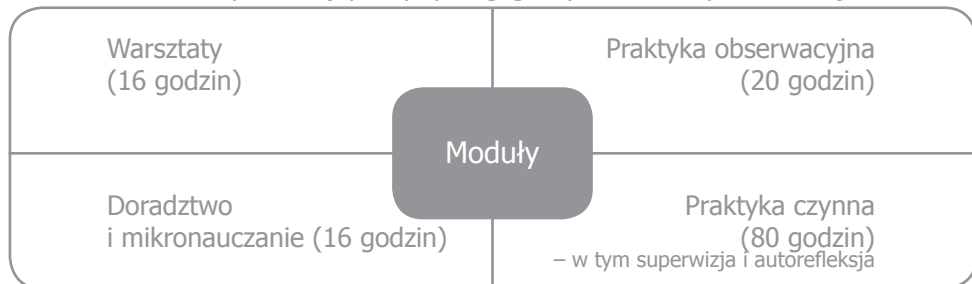 Warsztaty
(16 godzin)
Praktyka obserwacyjna
(20 godzin)
Moduły
Doradztwo
i mikronauczanie (16 godzin)
Praktyka czynna
(80 godzin)
– w tym superwizja i autorefleksja